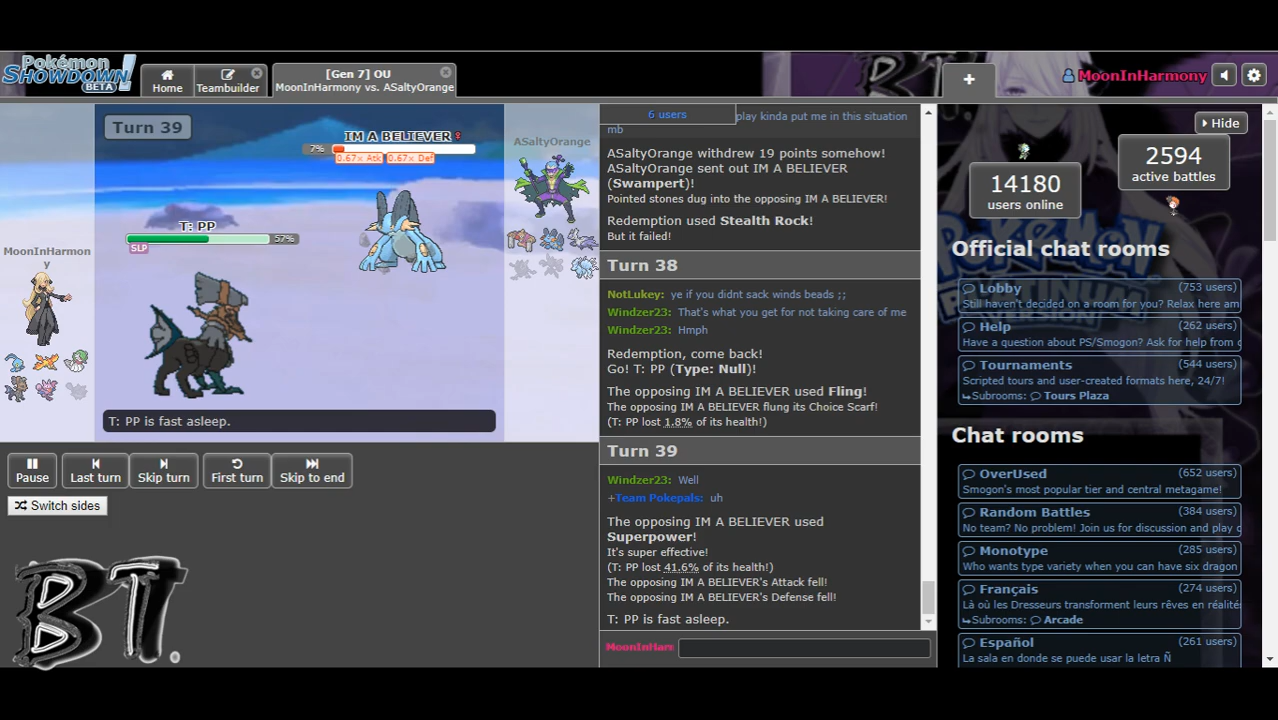 Pokémon
SHOWDOWN!
BETA
Home
Teambuilder
[Gen 7] OU
MoonInHarmony vs. ASaltyOrange
+
MoonInHarmony
Turn 39
IM A BELIEVER ♀
7%
0.67× Atk 0.67× Def
T: PP
57%
SLP
MoonInHarmon
y
ASaltyOrange
T: PP is fast asleep.
Pause
Last turn
Skip turn
First turn
Skip to end
Switch sides
BT.
6 users
play kinda put me in this situation
mb
ASaltyOrange withdrew 19 points somehow!
ASaltyOrange sent out IM A BELIEVER
(Swampert)!
Pointed stones dug into the opposing IM A BELIEVER!
Redemption used Stealth Rock!
But it failed!
Turn 38
NotLukey: ye if you didnt sack winds beads ;;
Windzer23: That's what you get for not taking care of me
Windzer23: Hmph
Redemption, come back!
Go! T: PP (Type: Null)!
The opposing IM A BELIEVER used Fling!
The opposing IM A BELIEVER flung its Choice Scarf!
(T: PP lost 1.8% of its health!)
Turn 39
Windzer23: Well
+Team Pokepals: uh
The opposing IM A BELIEVER used
Superpower!
It's super effective!
(T: PP lost 41.6% of its health!)
The opposing IM A BELIEVER's Attack fell!
The opposing IM A BELIEVER's Defense fell!
T: PP is fast asleep.
MoonInHarm
Hide
14180
users online
2594
active battles
Official chat rooms
Lobby (753 users)
Still haven't decided on a room for you? Relax here am
Help (262 users)
Have a question about PS/Smogon? Ask for help from c
Tournaments (544 users)
Scripted tours and user-created formats here, 24/7!
↳Subrooms: Tours Plaza
Chat rooms
OverUsed (652 users)
Smogon's most popular tier and central metagame!
Random Battles (384 users)
No team? No problem! Join us for discussion and play c
Monotype (285 users)
Who wants type variety when you can have six dragon
Français (274 users)
Là où les Dresseurs transforment leurs rêves en réalité
↳Subrooms: Arcade
Español (261 users)
La sala en donde se puede usar la letra Ñ